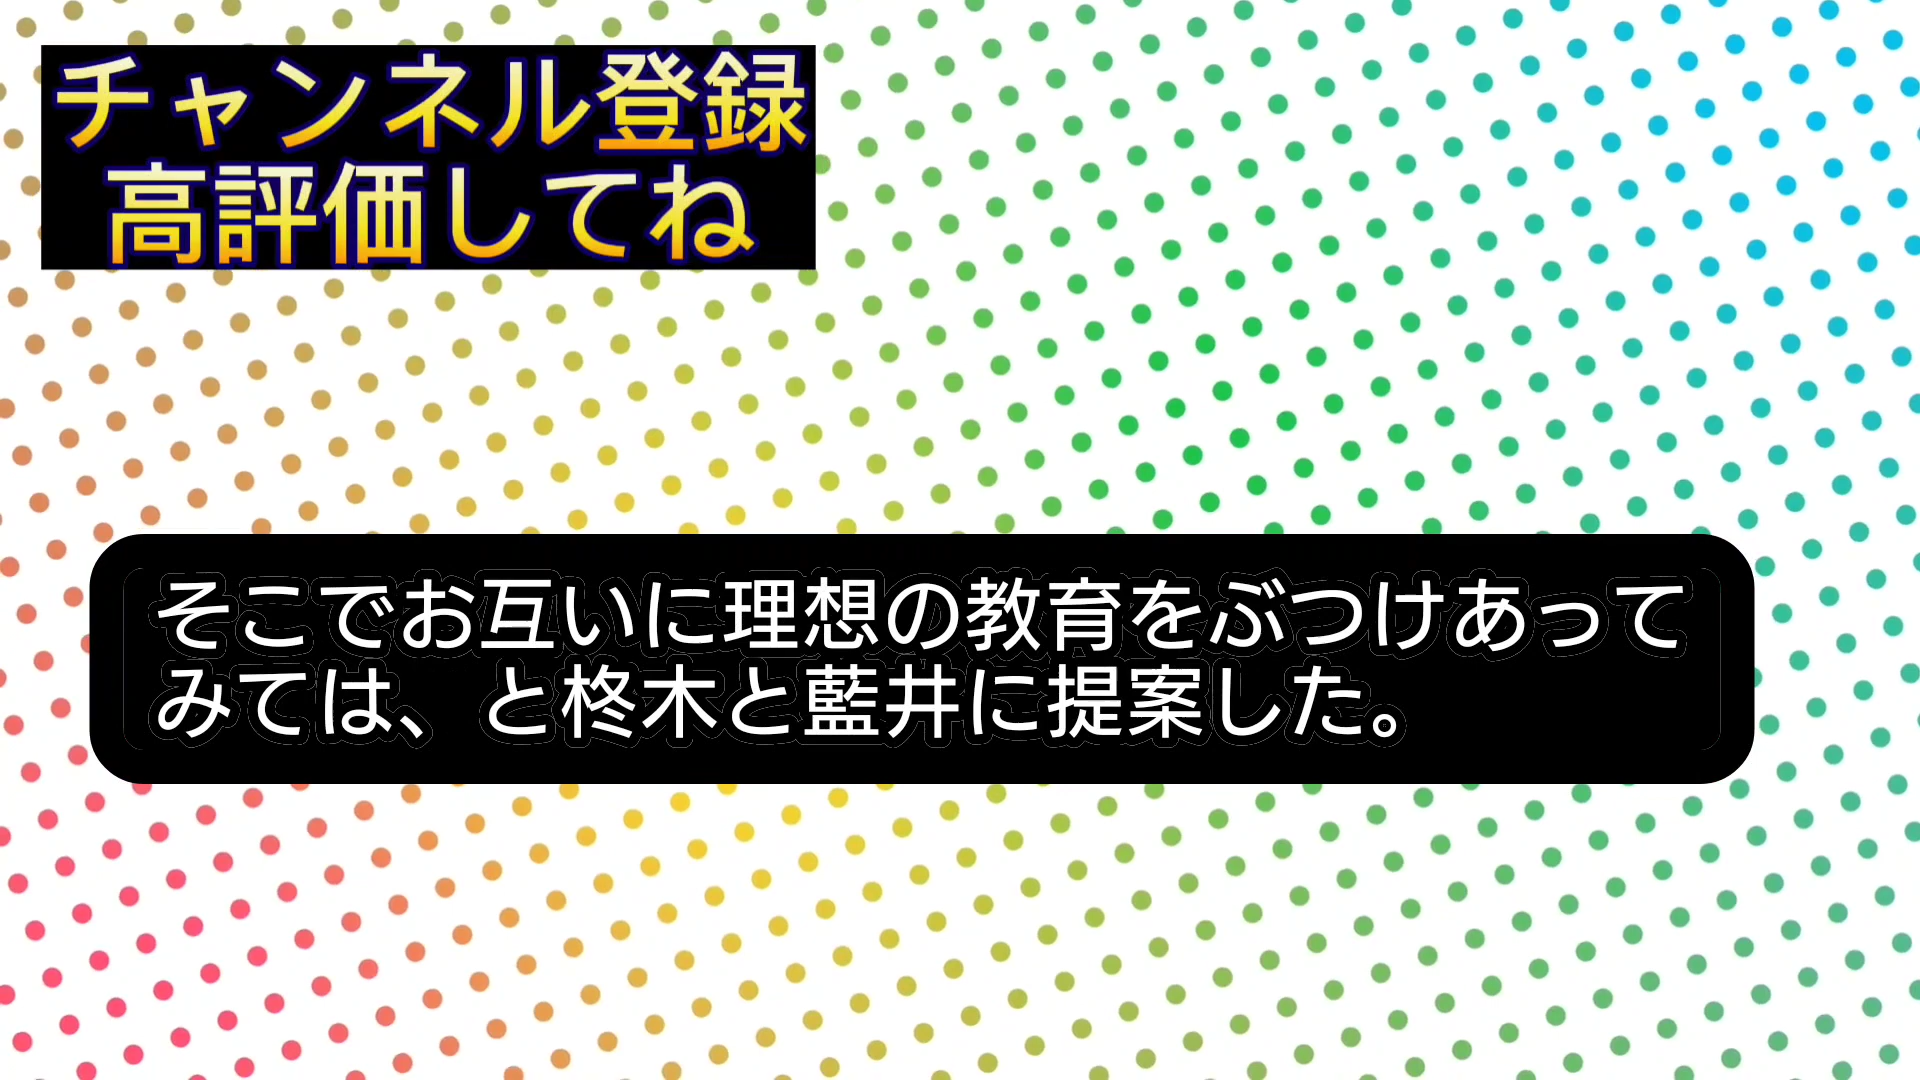 チャンネル登録
高評価してね
そこでお互いに理想の教育をぶつけあって
みては、と柊木と藍井に提案した。